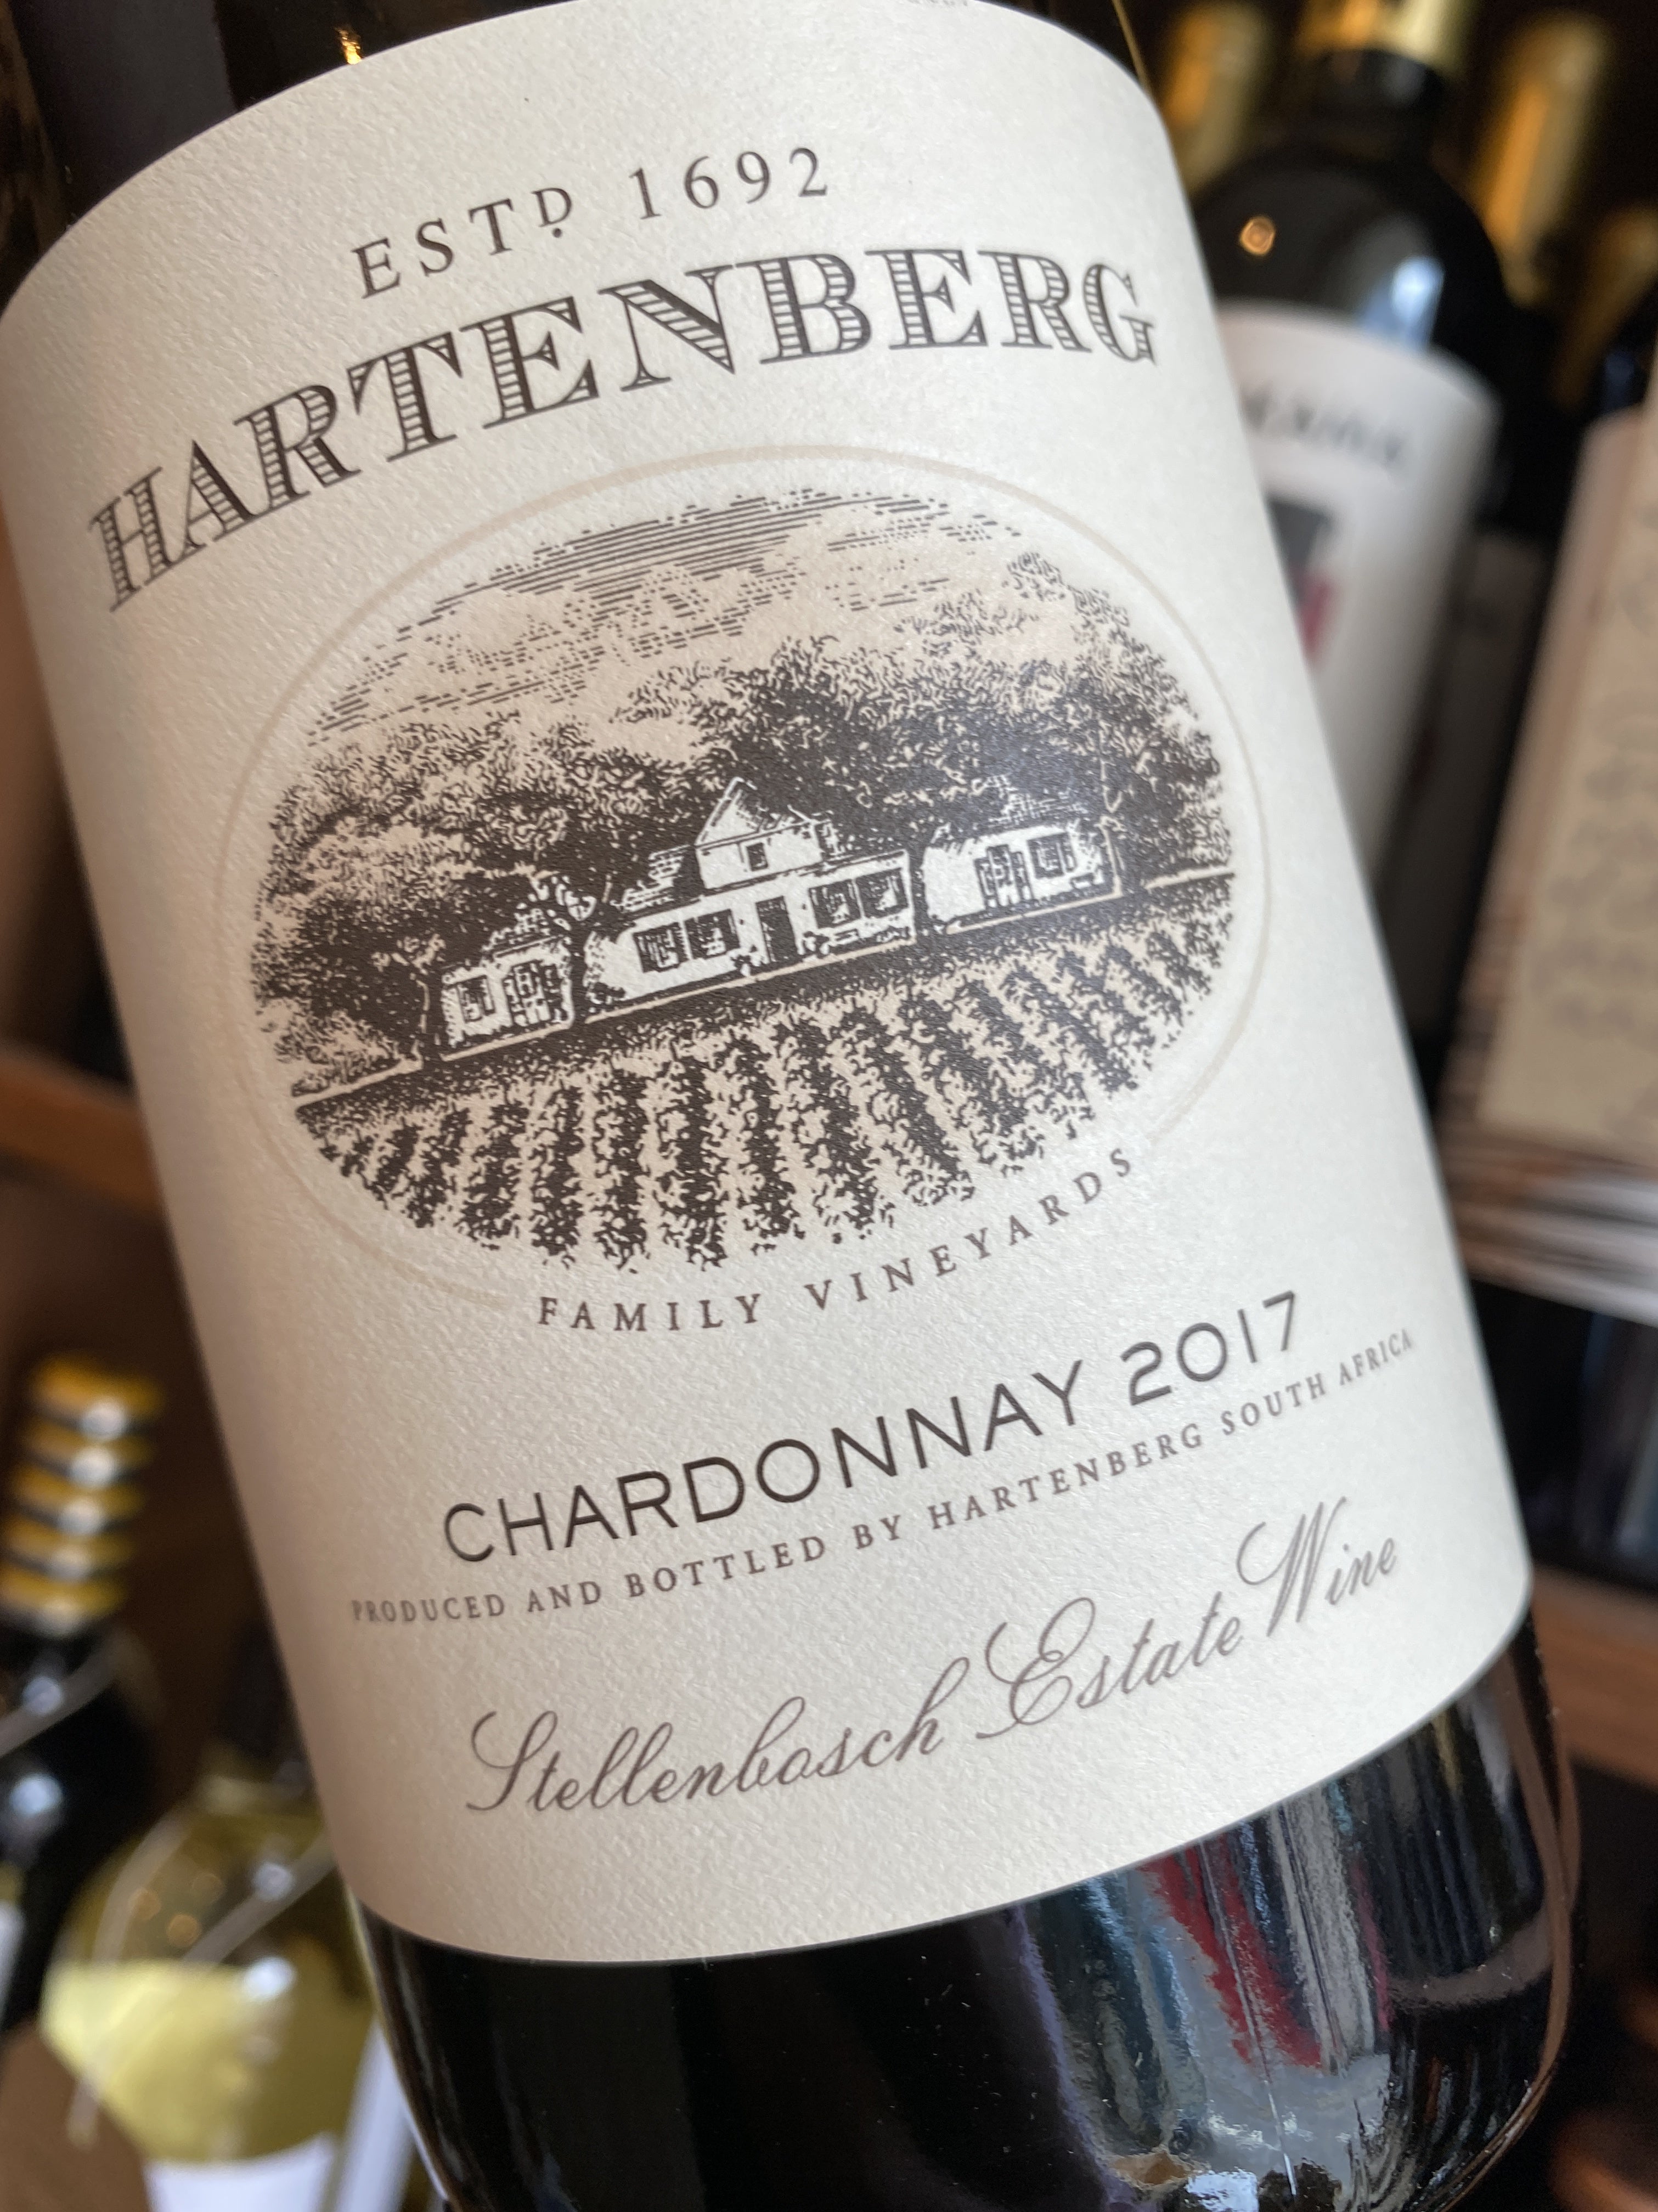 ESTD 1692
HARTENBERG
FAMILY VINEYARDS
CHARDONNAY 2017
PRODUCED AND BOTTLED BY HARTENBERG SOUTH AFRICA
Stellenbosch Estate Wine